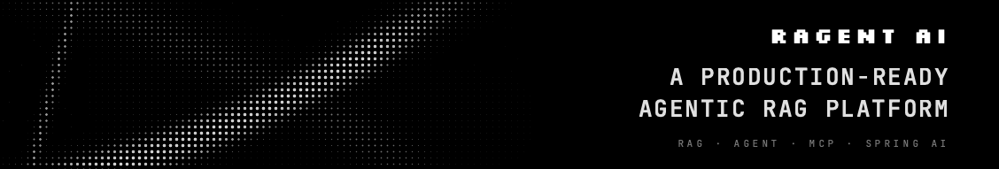 RAGENT AI
A PRODUCTION-READY
AGENTIC RAG PLATFORM
RAG · AGENT · MCP · SPRING AI